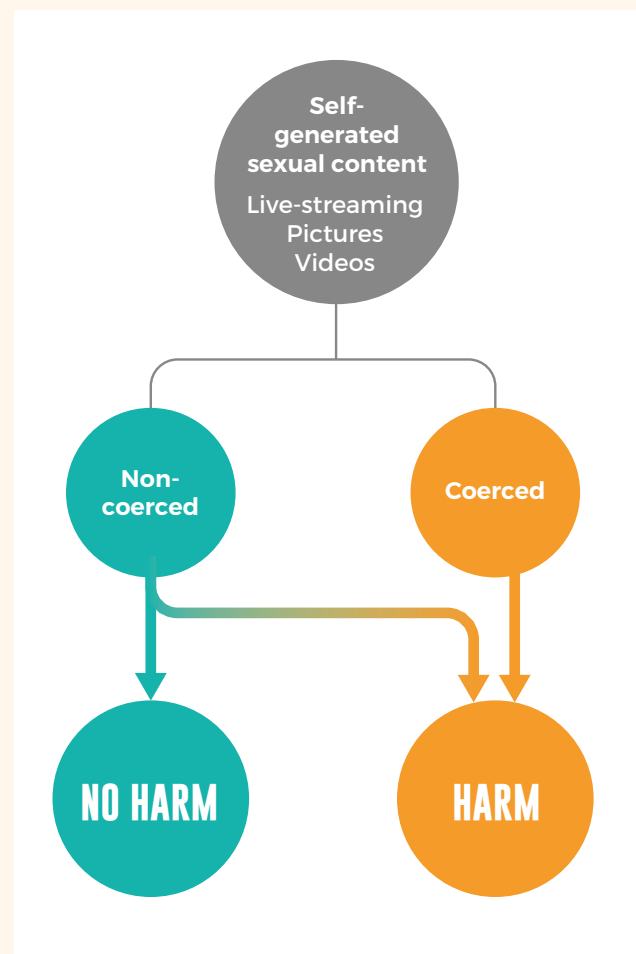 Self-
generated
sexual content
Live-streaming
Pictures
Videos
Non-
coerced
Coerced
NO HARM
HARM